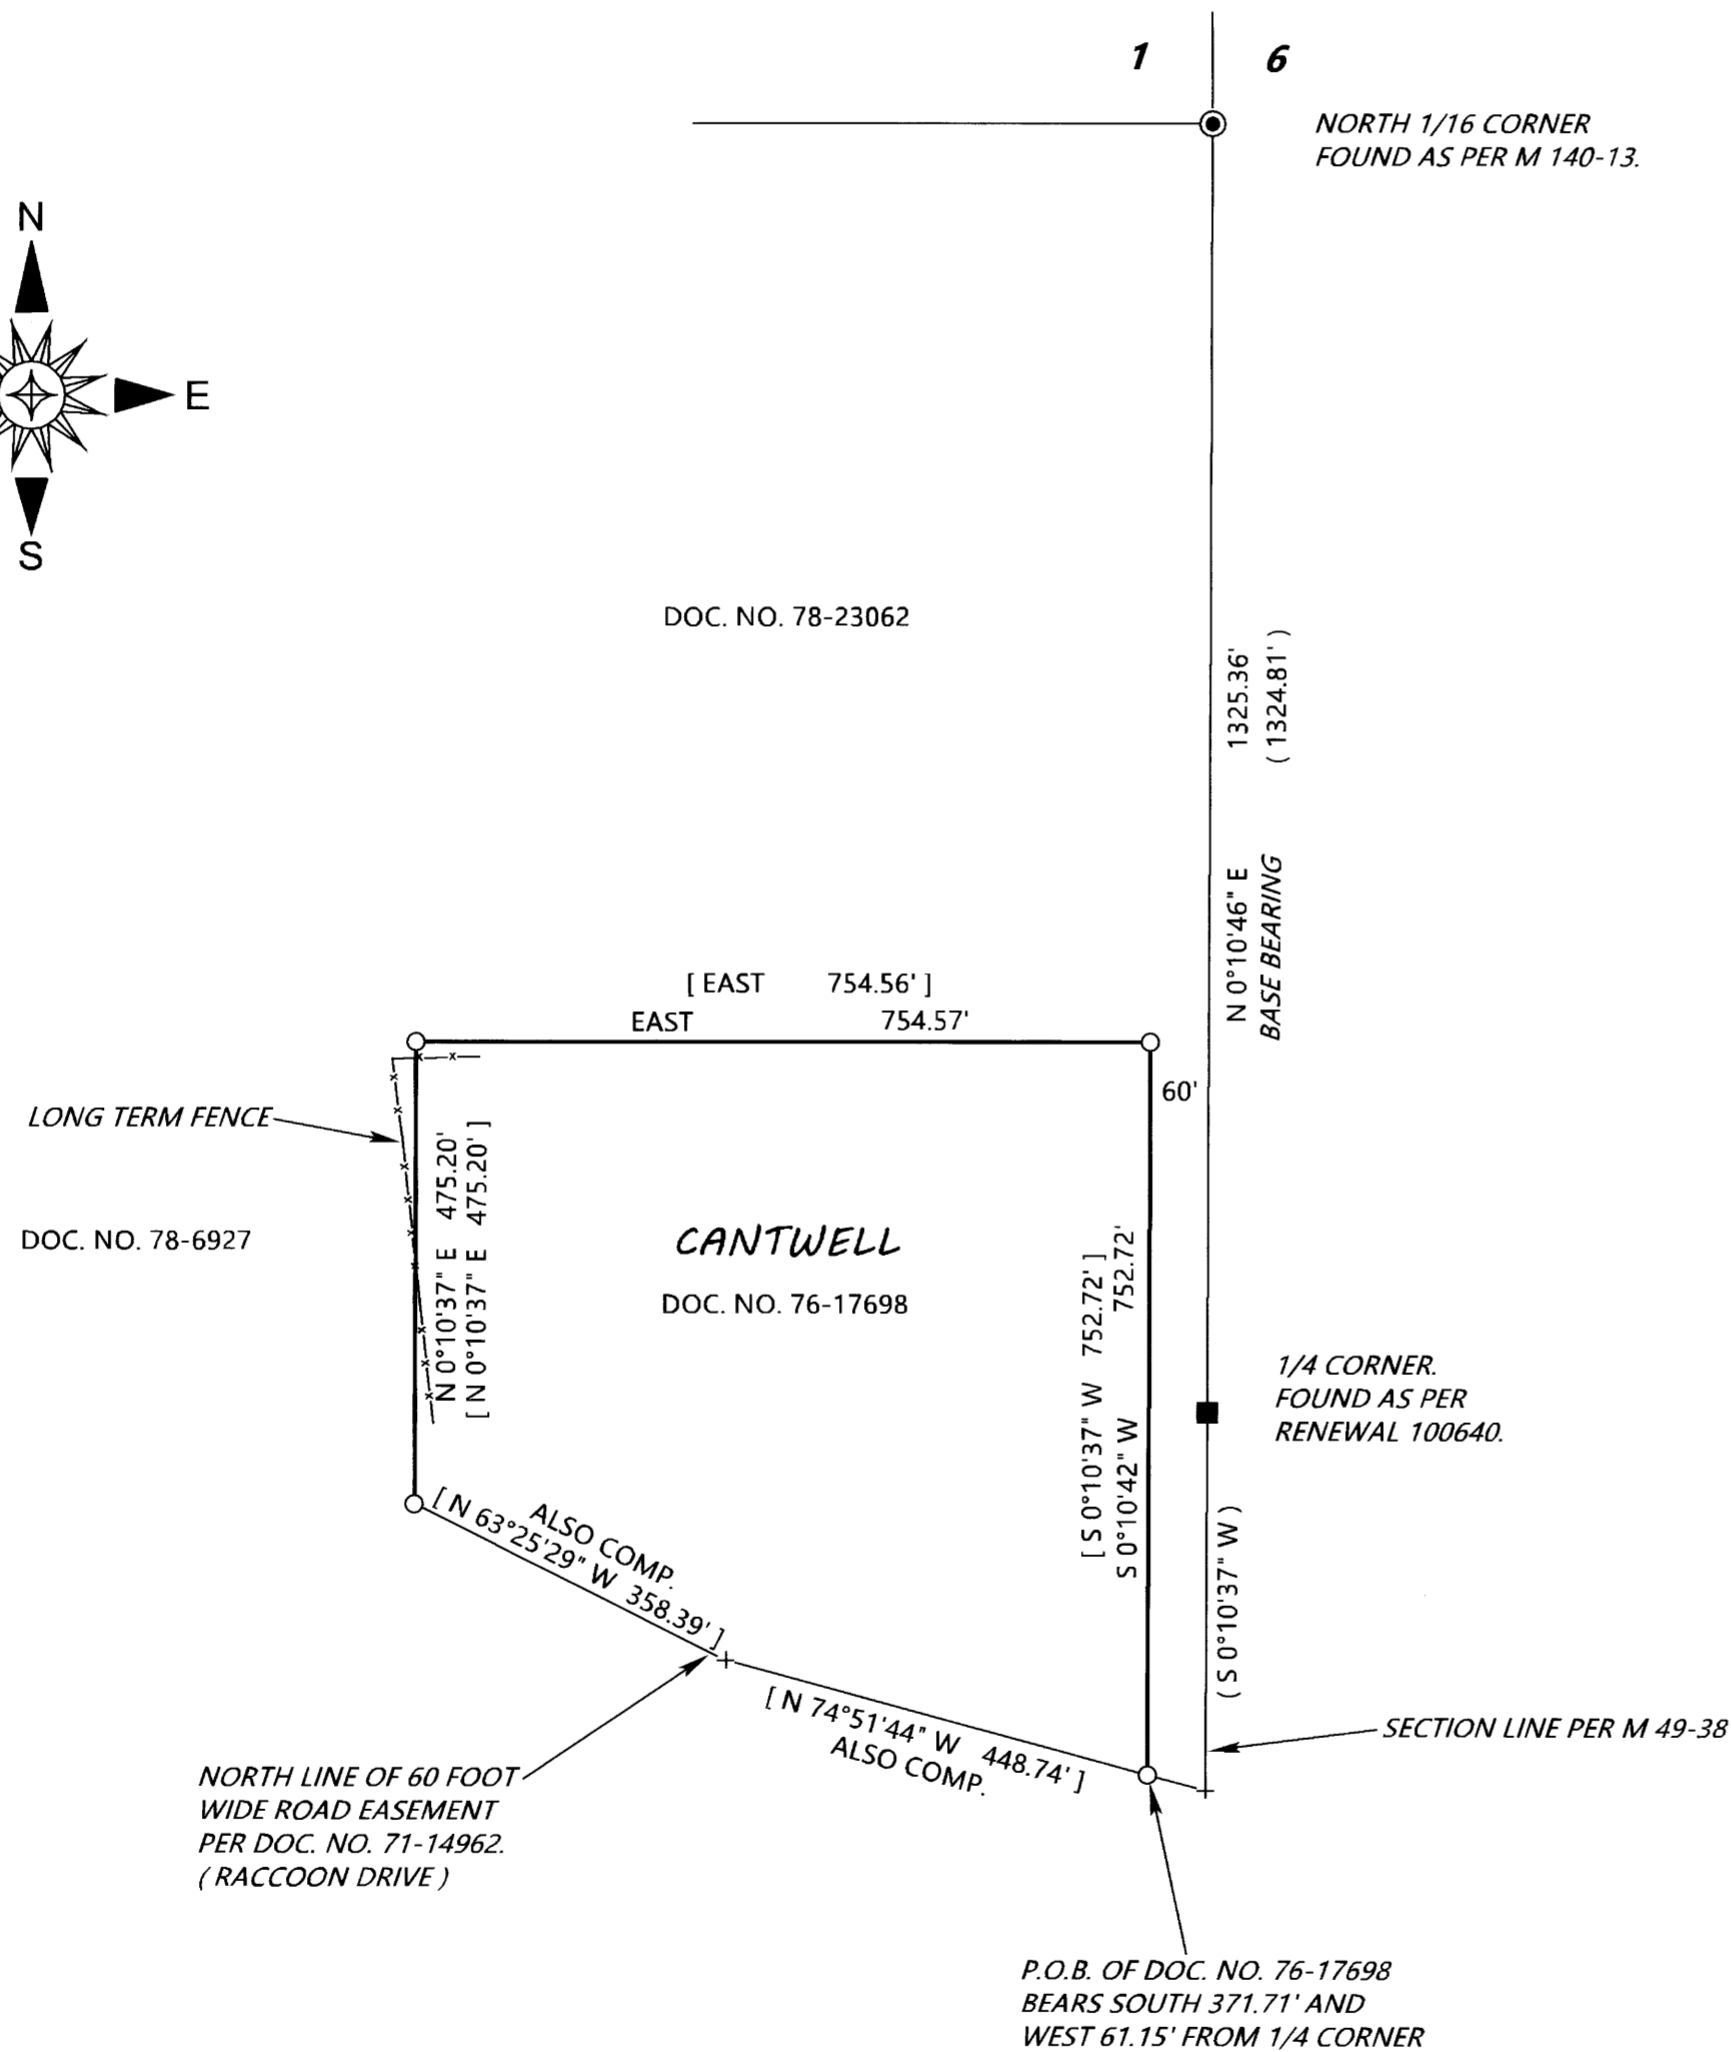 1 6
NORTH 1/16 CORNER
FOUND AS PER M 140-13.
N
E
S
DOC. NO. 78-23062
1325.36'
( 1324.81' )
N 0°10'46" E
BASE BEARING
[ EAST 754.56' ]
EAST 754.57'
60'
LONG TERM FENCE
N 0°10'37" E 475.20'
[ N 0°10'37" E 475.20' ]
DOC. NO. 78-6927
CANTWELL
DOC. NO. 76-17698
[ S 0°10'37" W 752.72' ]
S 0°10'42" W 752.72'
1/4 CORNER.
FOUND AS PER
RENEWAL 100640.
( S 0°10'37" W )
ALSO COMP.
[ N 63°25'29" W 358.39' ]
[ N 74°51'44" W 448.74' ]
ALSO COMP.
SECTION LINE PER M 49-38
NORTH LINE OF 60 FOOT
WIDE ROAD EASEMENT
PER DOC. NO. 71-14962.
( RACCOON DRIVE )
P.O.B. OF DOC. NO. 76-17698
BEARS SOUTH 371.71' AND
WEST 61.15' FROM 1/4 CORNER